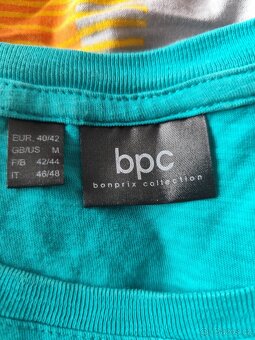 EUR 40/42
GB/US M
F/B 42/44
IT 46/48
bpc
bonprix collection